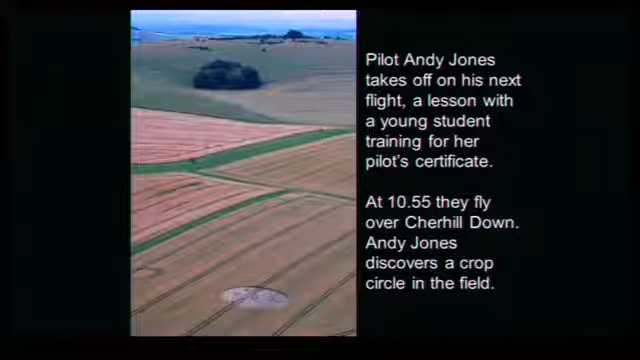 Pilot Andy Jones
takes off on his next
flight, a lesson with
a young student
training for her
pilot's certificate.
At 10.55 they fly
over Cherhill Down.
Andy Jones
discovers a crop
circle in the field.